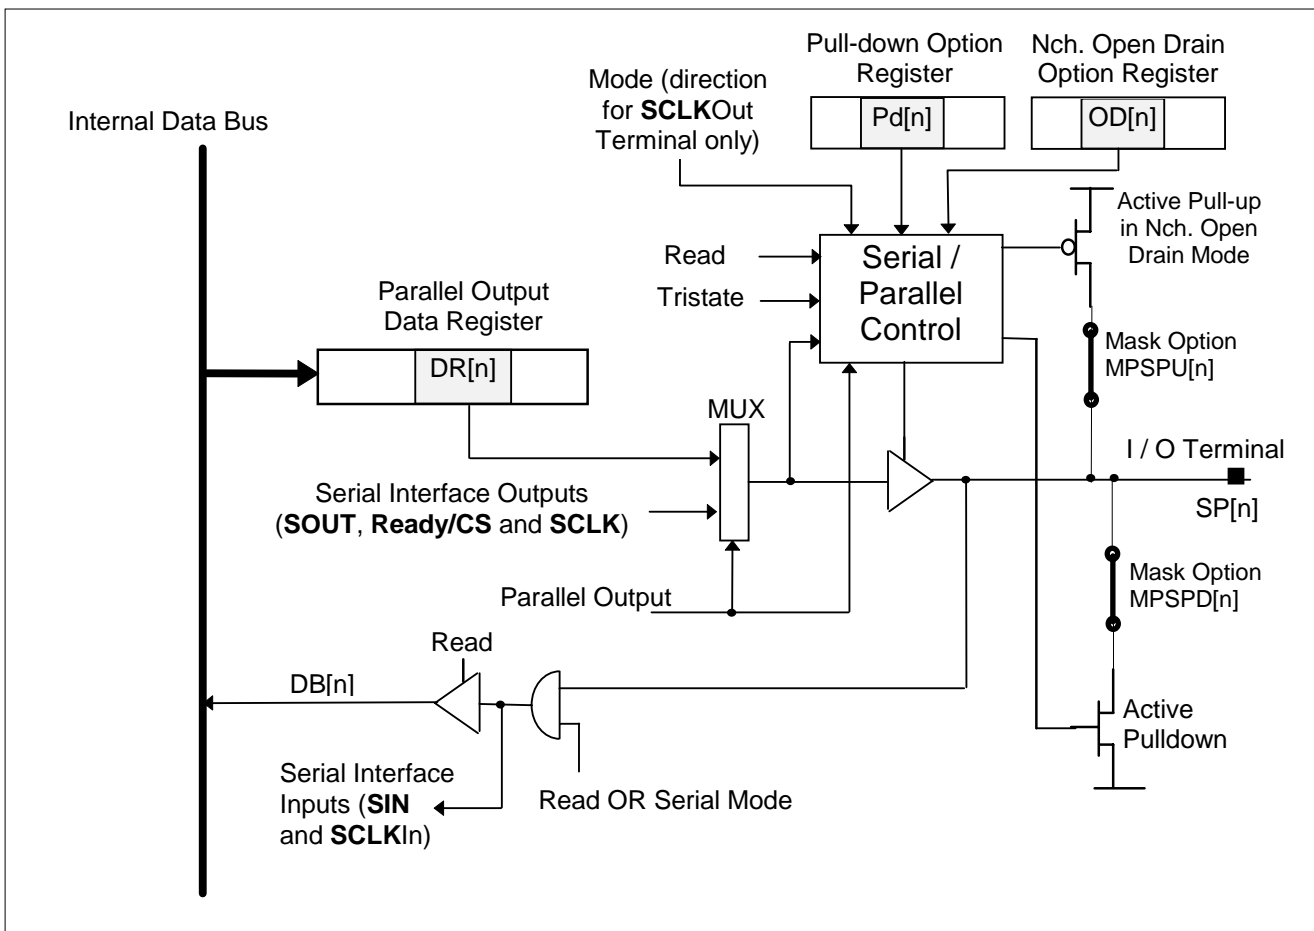 Pull-down Option
Register
Nch. Open Drain
Option Register
Mode (direction
for SCLKOut
Terminal only)
Pd[n]
OD[n]
Internal Data Bus
Active Pull-up
in Nch. Open
Drain Mode
Read
Tristate
Serial /
Parallel
Control
Parallel Output
Data Register
DR[n]
Mask Option
MPSPU[n]
MUX
I / O Terminal
SP[n]
Serial Interface Outputs
(SOUT, Ready/CS and SCLK)
Mask Option
MPSPD[n]
Parallel Output
Read
DB[n]
Active
Pulldown
Serial Interface
Inputs (SIN
and SCLKIn)
Read OR Serial Mode